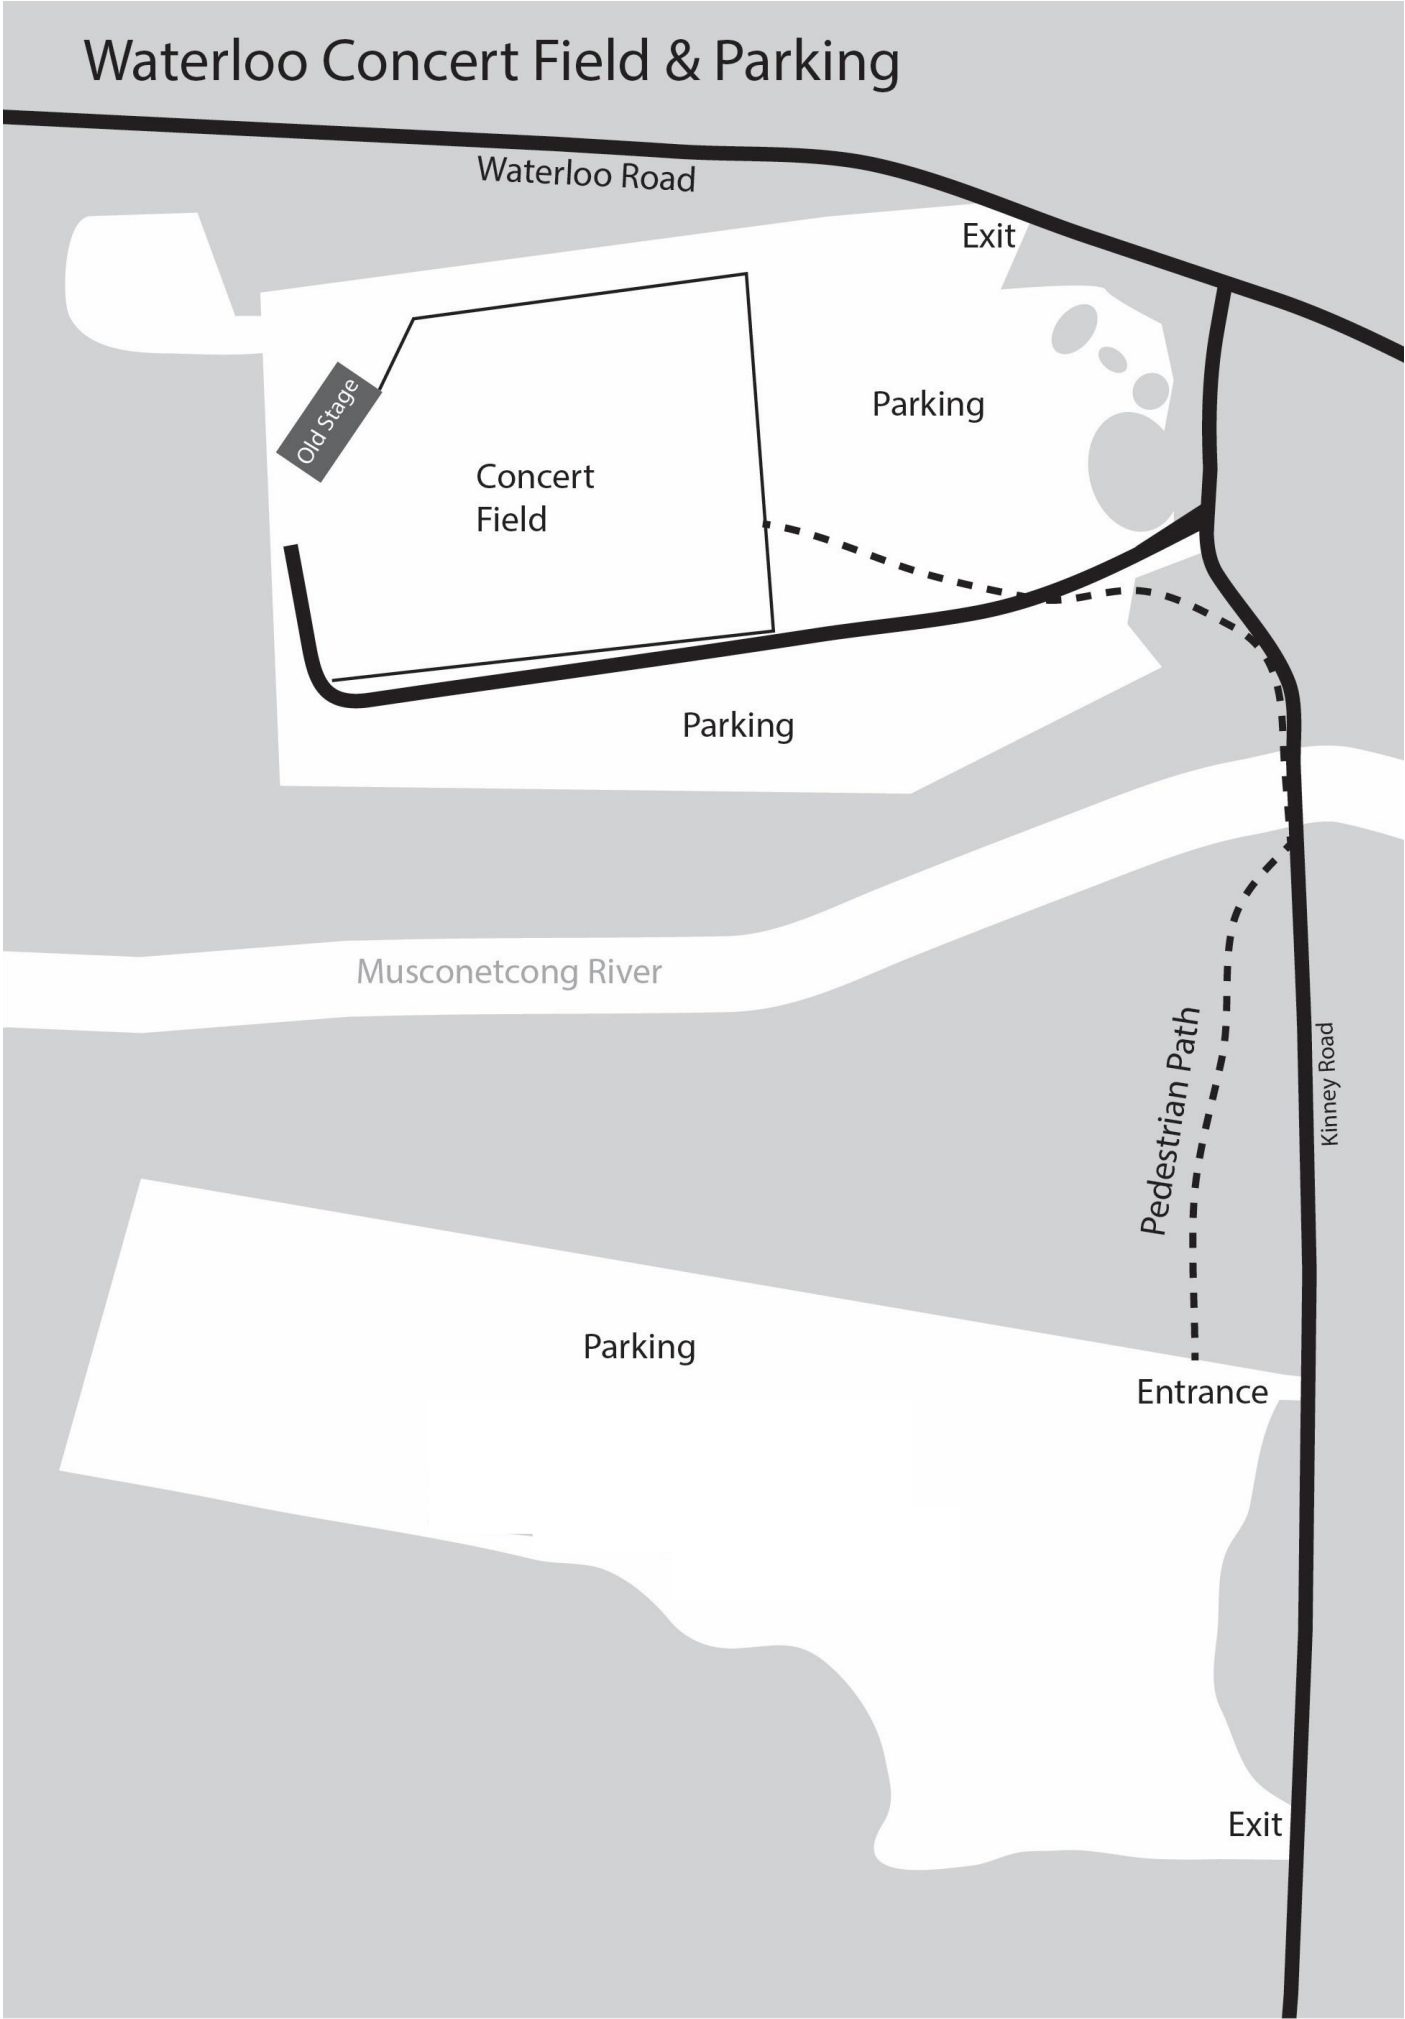 Waterloo Concert Field & Parking
Waterloo Road
Exit
Parking
Old Stage
Concert
Field
Parking
Musconetcong River
Pedestrian Path
Kinney Road
Parking
Entrance
Exit